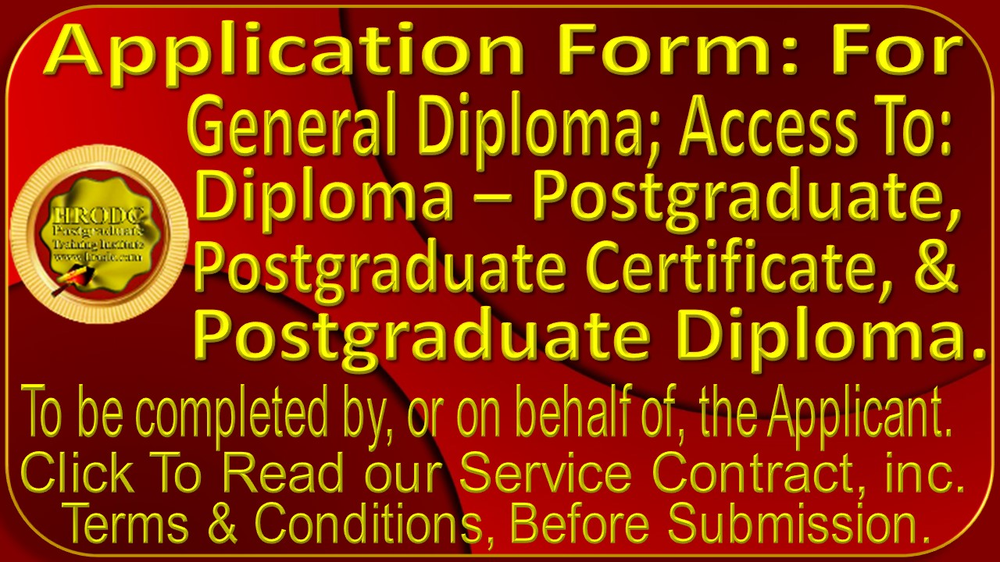 Application Form: For
General Diploma; Access To:
Diploma – Postgraduate,
Postgraduate Certificate, &
Postgraduate Diploma.
HRODC
Postgraduate
Training Institute
www.hrodc.com
To be completed by, or on behalf of, the Applicant.
Click To Read our Service Contract, inc.
Terms & Conditions, Before Submission.